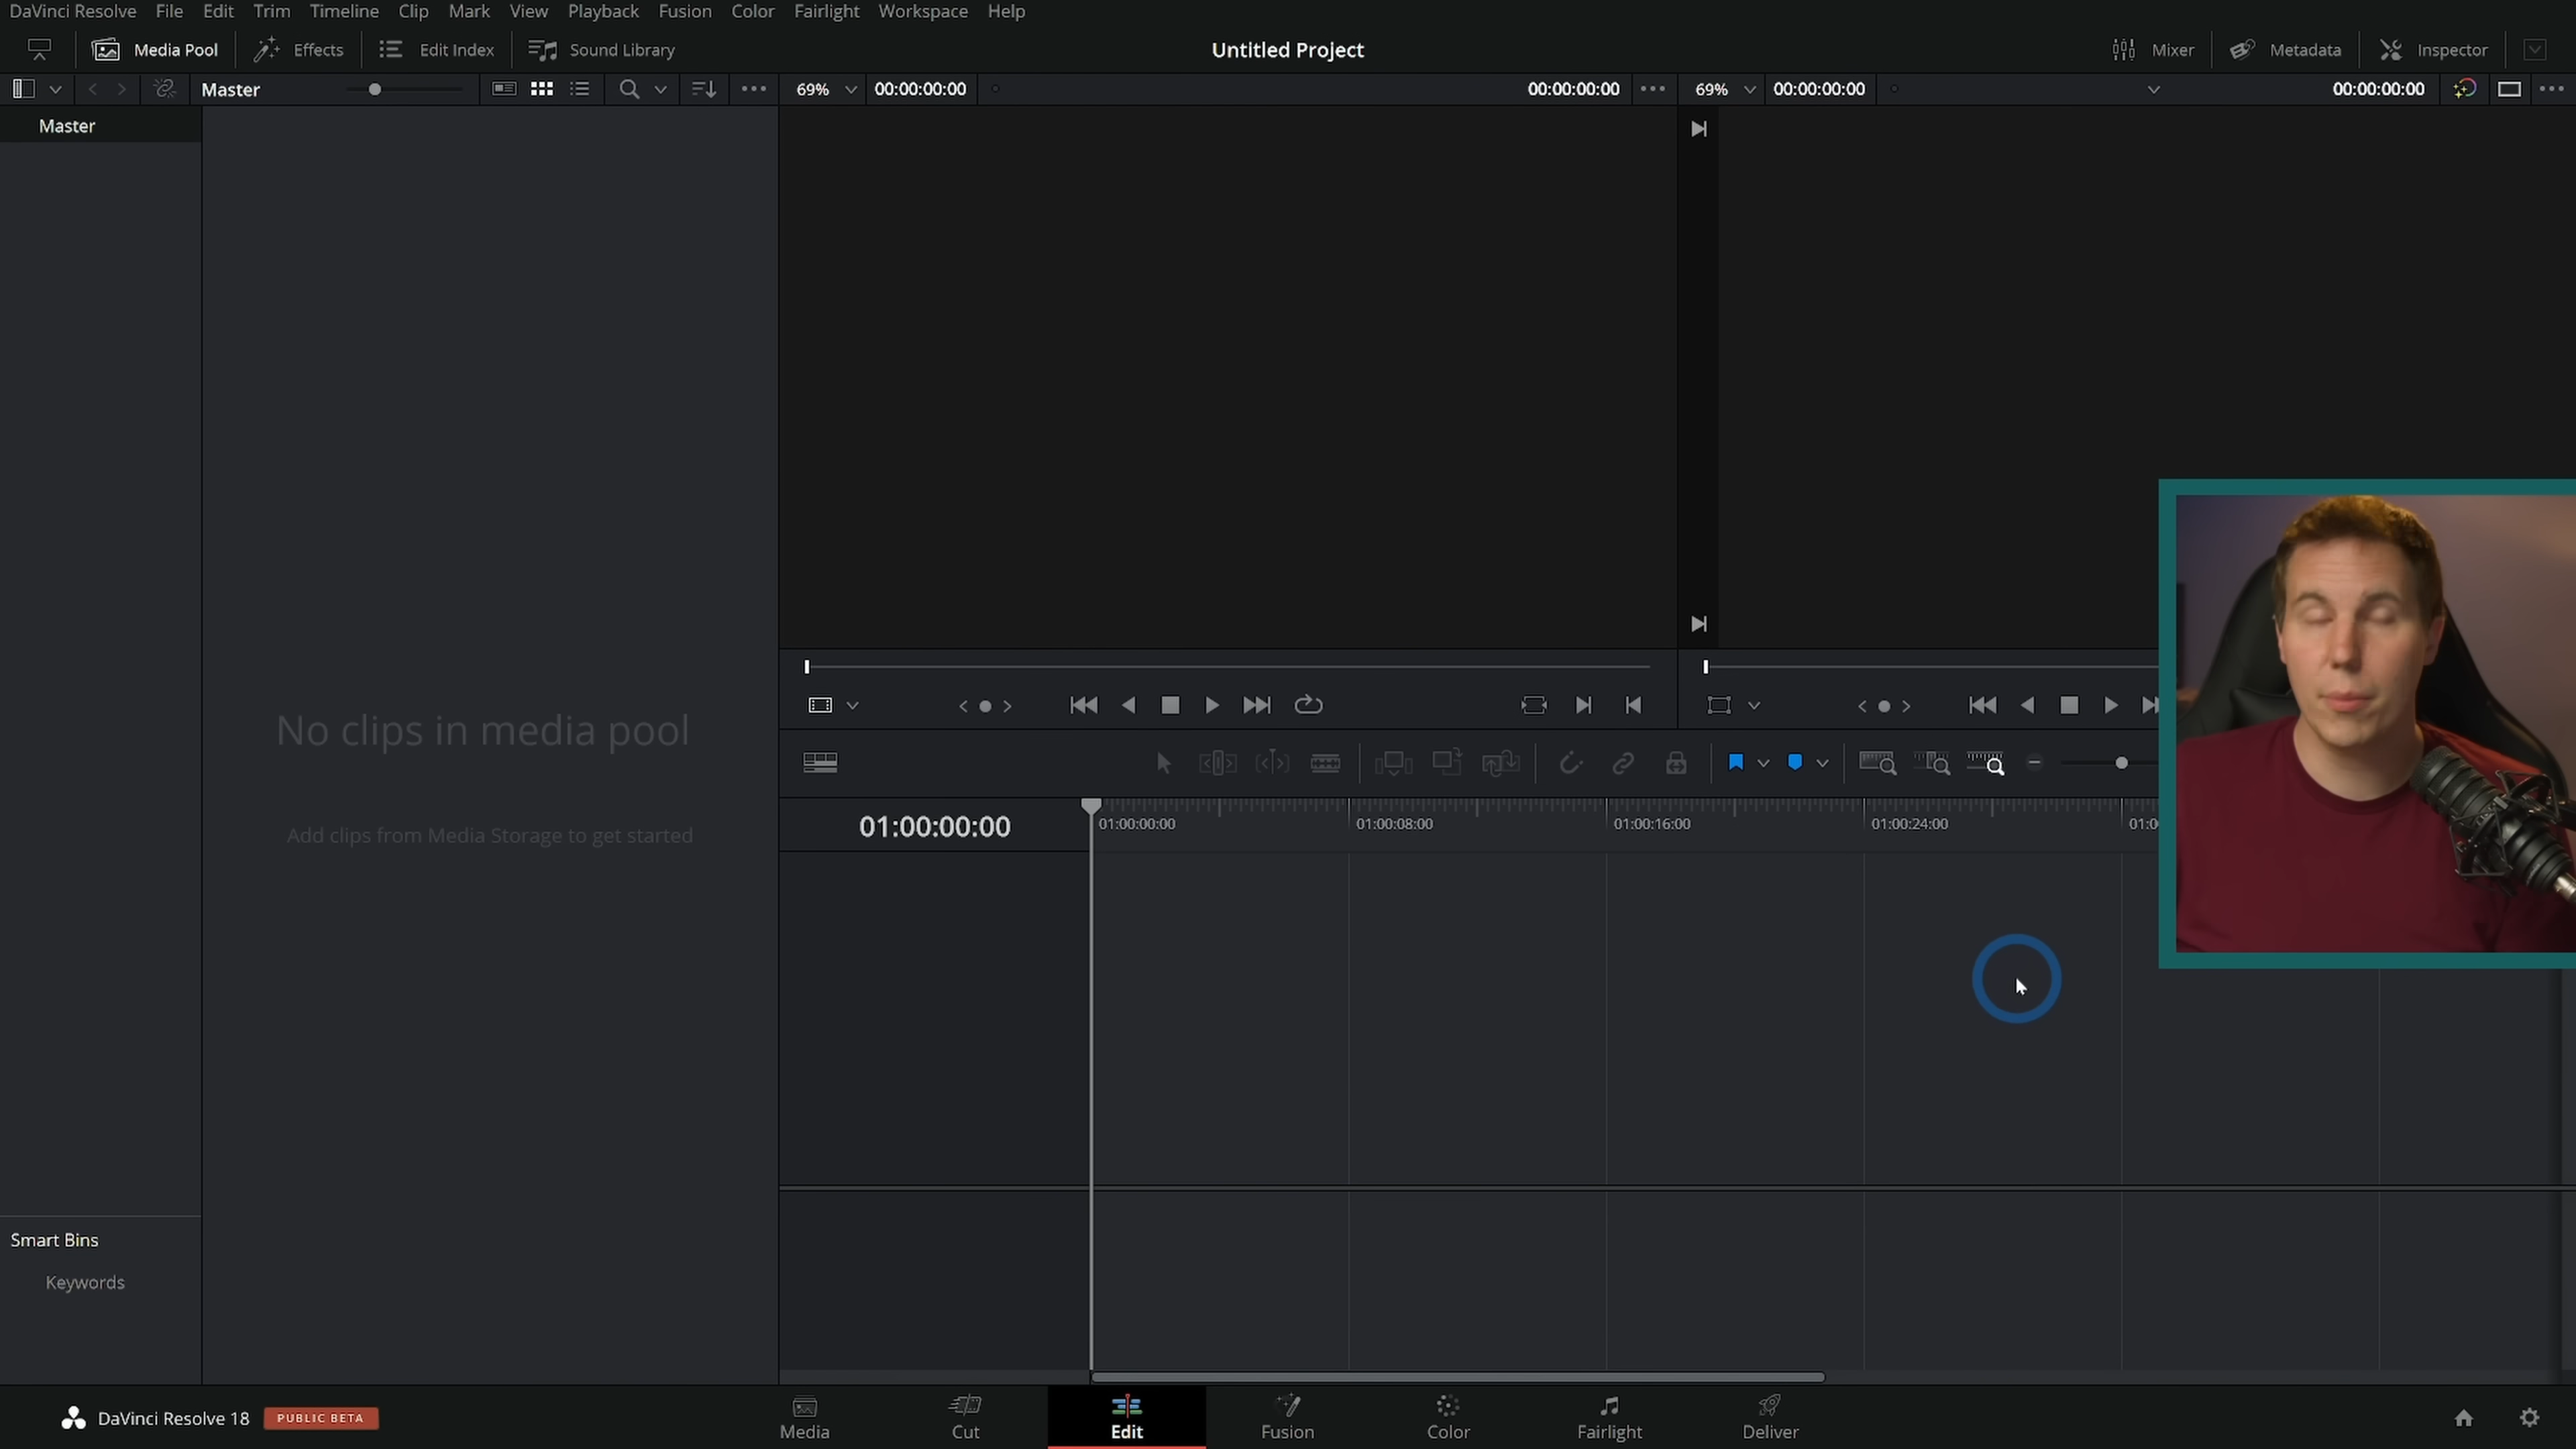 DaVinci Resolve File Edit Trim Timeline Clip Mark View Playback Fusion Color Fairlight Workspace Help
Media Pool Effects Edit Index Sound Library Untitled Project Mixer Metadata Inspector
Master 69% 00:00:00:00 00:00:00:00 69% 00:00:00:00 00:00:00:00
Master
No clips in media pool
Add clips from Media Storage to get started
01:00:00:00 01:00:00:00 01:00:08:00 01:00:16:00 01:00:24:00
Smart Bins
Keywords
DaVinci Resolve 18 PUBLIC BETA
Media Cut Edit Fusion Color Fairlight Deliver